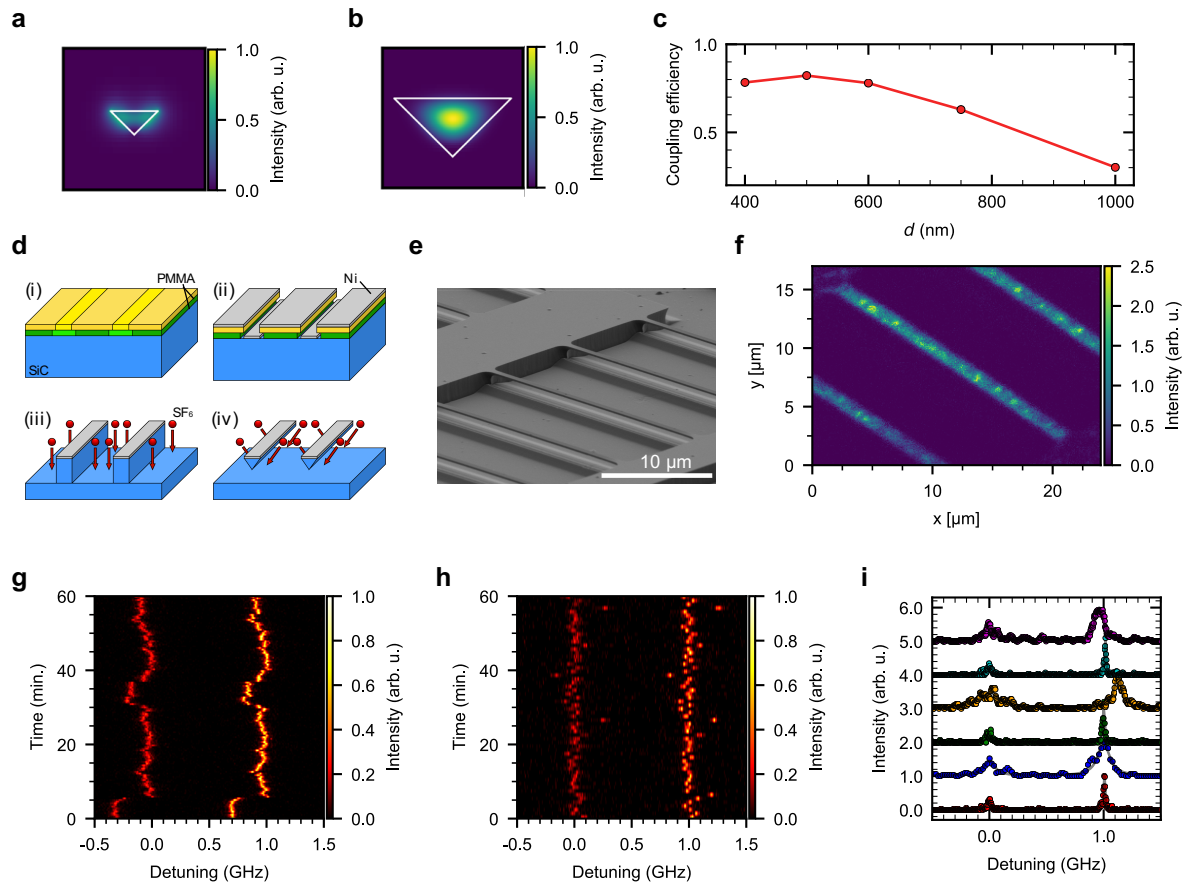 a
1.0
0.5
0.0
Intensity (arb. u.)
b
1.0
0.5
0.0
Intensity (arb. u.)
c
1.0
0.5
Coupling efficiency
400
600
800
1000
d (nm)
d
(i)
PMMA
SiC
(ii)
Ni
(iii)
SF₆
(iv)
e
10 μm
f
15
10
5
0
y [μm]
0
10
20
x [μm]
2.5
2.0
1.5
1.0
0.5
0.0
Intensity (arb. u.)
g
60
40
20
0
Time (min.)
-0.5
0.0
0.5
1.0
1.5
Detuning (GHz)
1.0
0.8
0.6
0.4
0.2
0.0
Intensity (arb. u.)
h
60
40
20
0
Time (min.)
-0.5
0.0
0.5
1.0
1.5
Detuning (GHz)
1.0
0.8
0.6
0.4
0.2
0.0
Intensity (arb. u.)
i
6.0
5.0
4.0
3.0
2.0
1.0
0.0
Intensity (arb. u.)
0.0
1.0
Detuning (GHz)